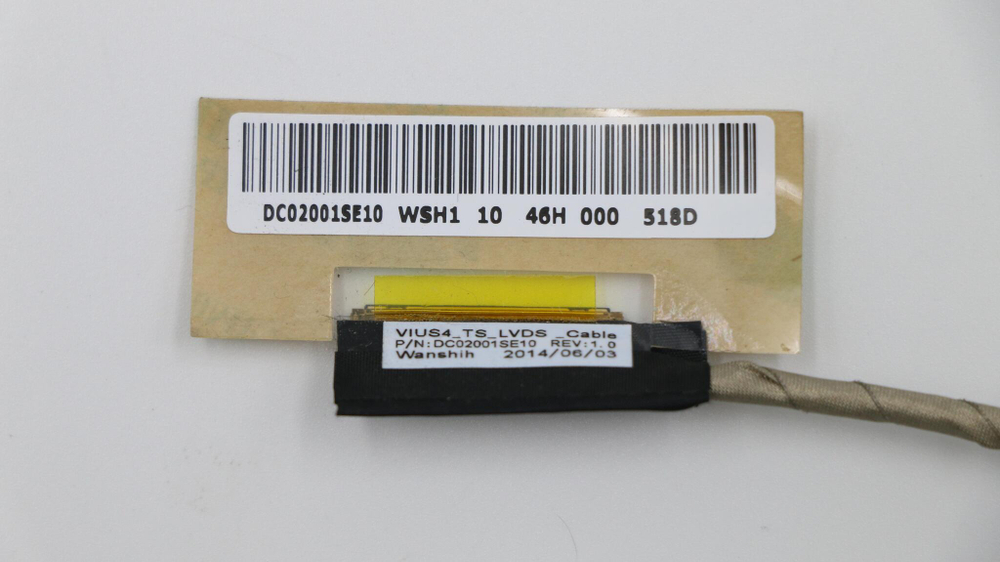 DC02001SE10 WSH1 10 46H 000 518D
VIUS4_TS_LVDS _Cable
P/N:DC02001SE10 REV:1.0
Wanshih 2014/06/03